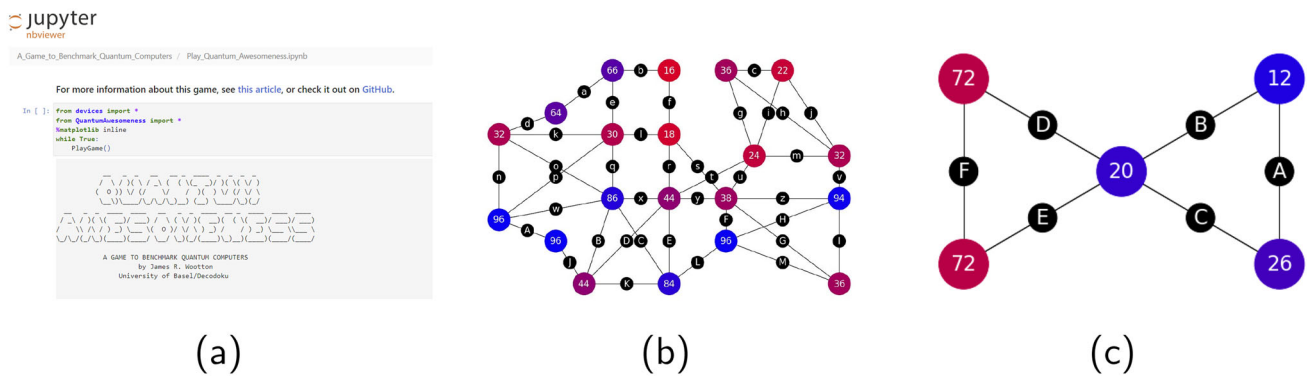 jupyter
nbviewer
A_Game_to_Benchmark_Quantum_Computers / Play_Quantum_Awesomeness.ipynb
For more information about this game, see this article, or check it out on GitHub.
In [ ]: from devices import *
from QuantumAwesomeness import *
%matplotlib inline
while True:
PlayGame()
A GAME TO BENCHMARK QUANTUM COMPUTERS
by James R. Wootton
University of Basel/Decodoku
66 b 16 36 c 22
a e f g i h j
64
d
32 k 30 l 18 24 m 32
n o p q r s t u v
86 x 44 y 38 z 94
96 w
A 96 B D C E F 96 H G I
J L M
44 K 84 36
72 12
D B
F 20 A
E C
72 26
(a) (b) (c)